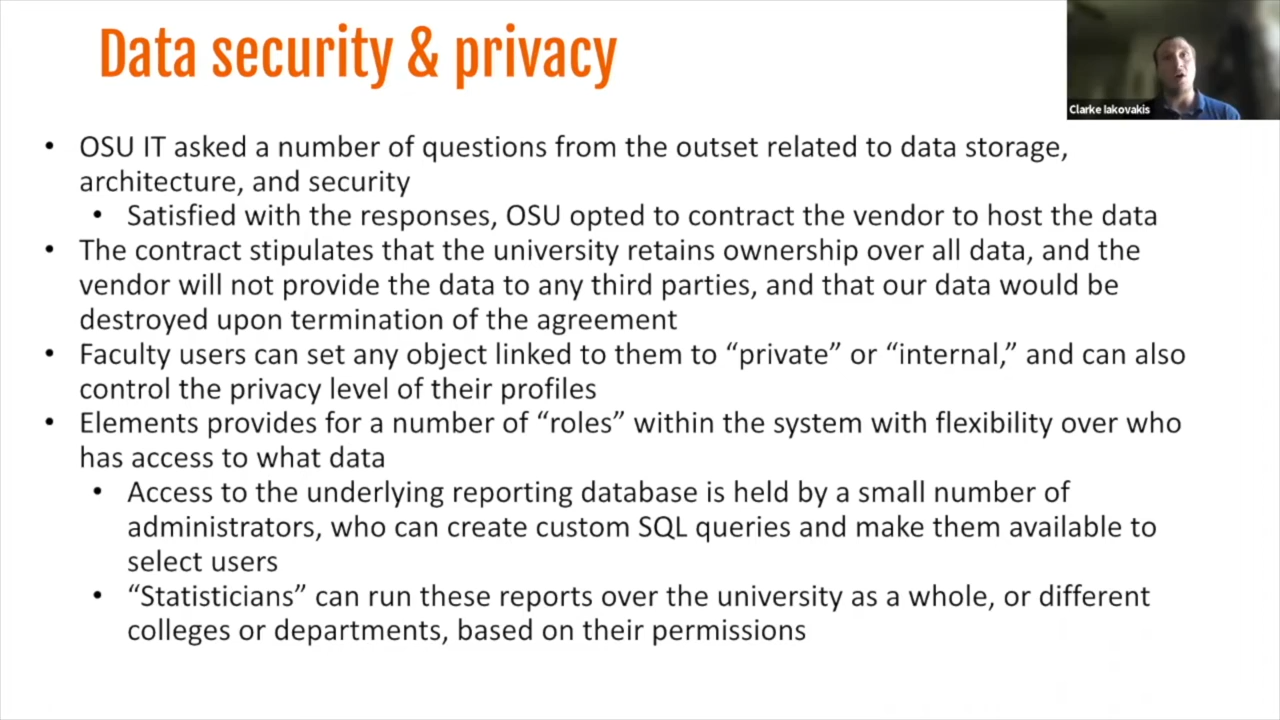 Data security & privacy
Clarke Iakovakis
• OSU IT asked a number of questions from the outset related to data storage,
architecture, and security
• Satisfied with the responses, OSU opted to contract the vendor to host the data
• The contract stipulates that the university retains ownership over all data, and the
vendor will not provide the data to any third parties, and that our data would be
destroyed upon termination of the agreement
• Faculty users can set any object linked to them to “private” or “internal,” and can also
control the privacy level of their profiles
• Elements provides for a number of “roles” within the system with flexibility over who
has access to what data
• Access to the underlying reporting database is held by a small number of
administrators, who can create custom SQL queries and make them available to
select users
• “Statisticians” can run these reports over the university as a whole, or different
colleges or departments, based on their permissions